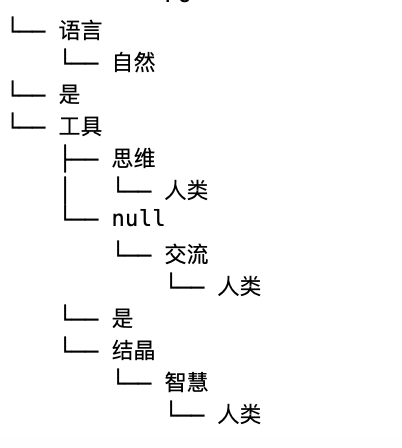 └── 语言
    └── 自然
└── 是
└── 工具
    ├── 思维
    │   └── 人类
    └── null
        └── 交流
            └── 人类
    └── 是
    └── 结晶
        └── 智慧
            └── 人类